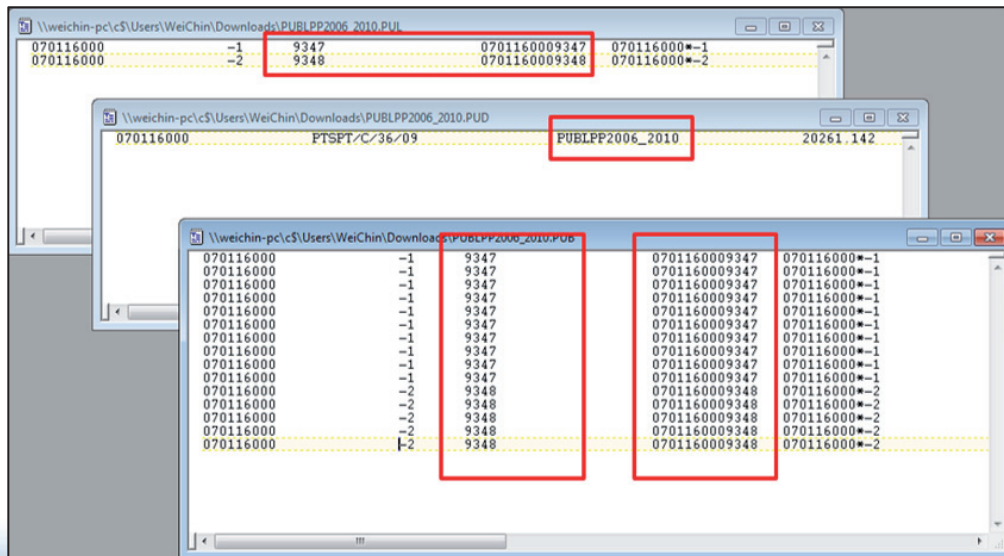 \\weichin-pc\c$\Users\WeiChin\Downloads\PUBLPP2006_2010.PUL
070116000 -1 9347 0701160009347 070116000*-1
070116000 -2 9348 0701160009348 070116000*-2
\\weichin-pc\c$\Users\WeiChin\Downloads\PUBLPP2006_2010.PUD
070116000 PTSPT/C/36/09 PUBLPP2006_2010 20261.142
\\weichin-pc\c$\Users\WeiChin\Downloads\PUBLPP2006_2010.PUB
070116000 -1 9347 0701160009347 070116000*-1
070116000 -1 9347 0701160009347 070116000*-1
070116000 -1 9347 0701160009347 070116000*-1
070116000 -1 9347 0701160009347 070116000*-1
070116000 -1 9347 0701160009347 070116000*-1
070116000 -1 9347 0701160009347 070116000*-1
070116000 -1 9347 0701160009347 070116000*-1
070116000 -1 9347 0701160009347 070116000*-1
070116000 -1 9347 0701160009347 070116000*-1
070116000 -1 9347 0701160009347 070116000*-1
070116000 -2 9348 0701160009348 070116000*-2
070116000 -2 9348 0701160009348 070116000*-2
070116000 -2 9348 0701160009348 070116000*-2
070116000 -2 9348 0701160009348 070116000*-2
070116000 -2 9348 0701160009348 070116000*-2